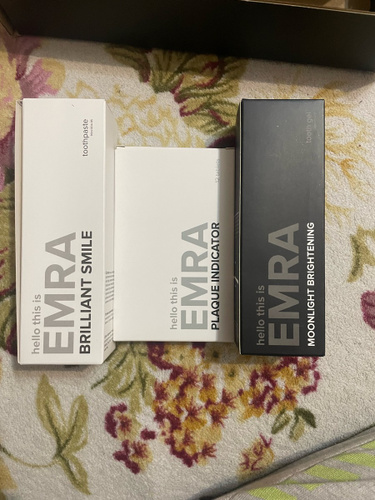 hello this is
EMRA
BRILLIANT SMILE
toothpaste
hello this is
EMRA
PLAQUE INDICATOR
hello this is
EMRA
MOONLIGHT BRIGHTENING